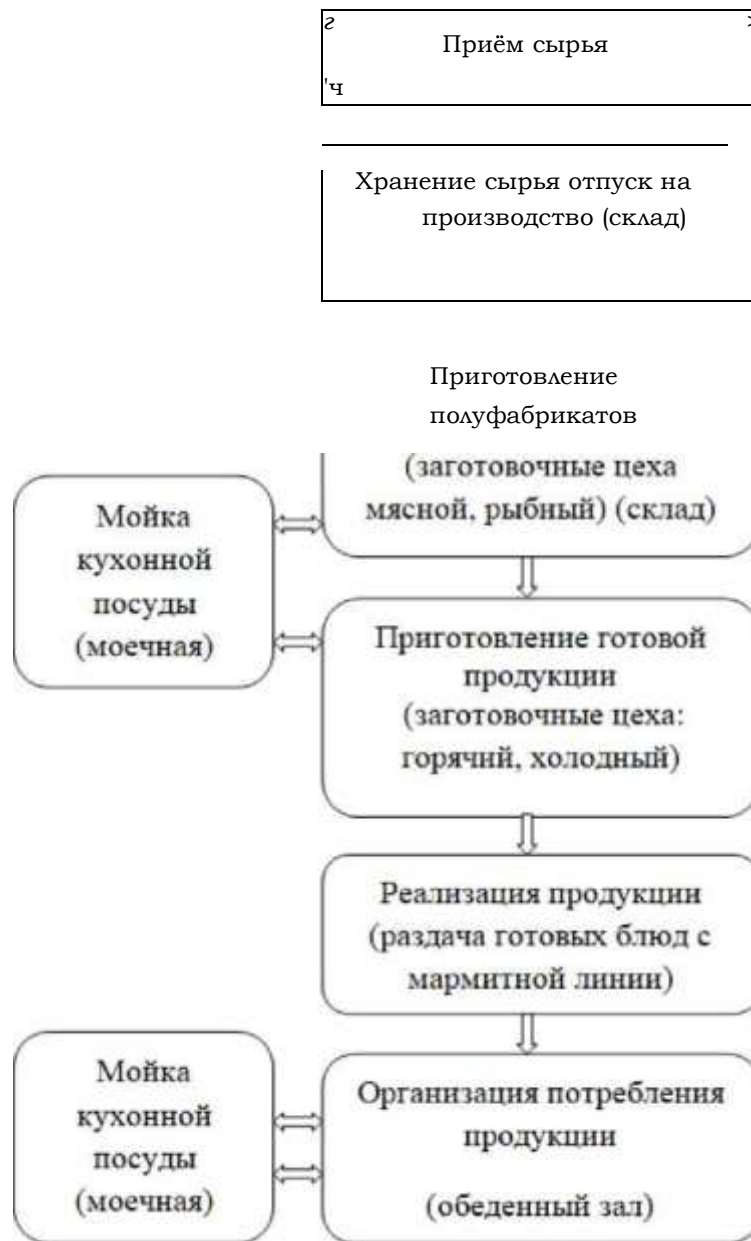 г
Приём сырья
'ч
Хранение сырья отпуск на
производство (склад)
Приготовление
полуфабрикатов
(заготовочные цеха
мясной, рыбный) (склад)
Мойка
кухонной
посуды
(моечная)
Приготовление готовой
продукции
(заготовочные цеха:
горячий, холодный)
Реализация продукции
(раздача готовых блюд с
мармитной линии)
Мойка
кухонной
посуды
(моечная)
Организация потребления
продукции
(обеденный зал)